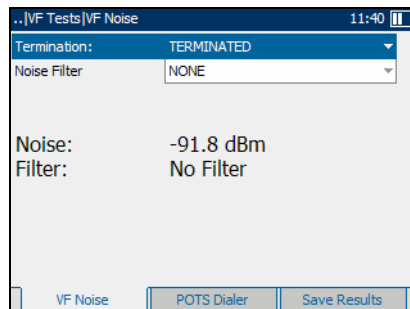 ..|VF Tests|VF Noise 11:40
Termination: TERMINATED
Noise Filter NONE
Noise: -91.8 dBm
Filter: No Filter
VF Noise POTS Dialer Save Results